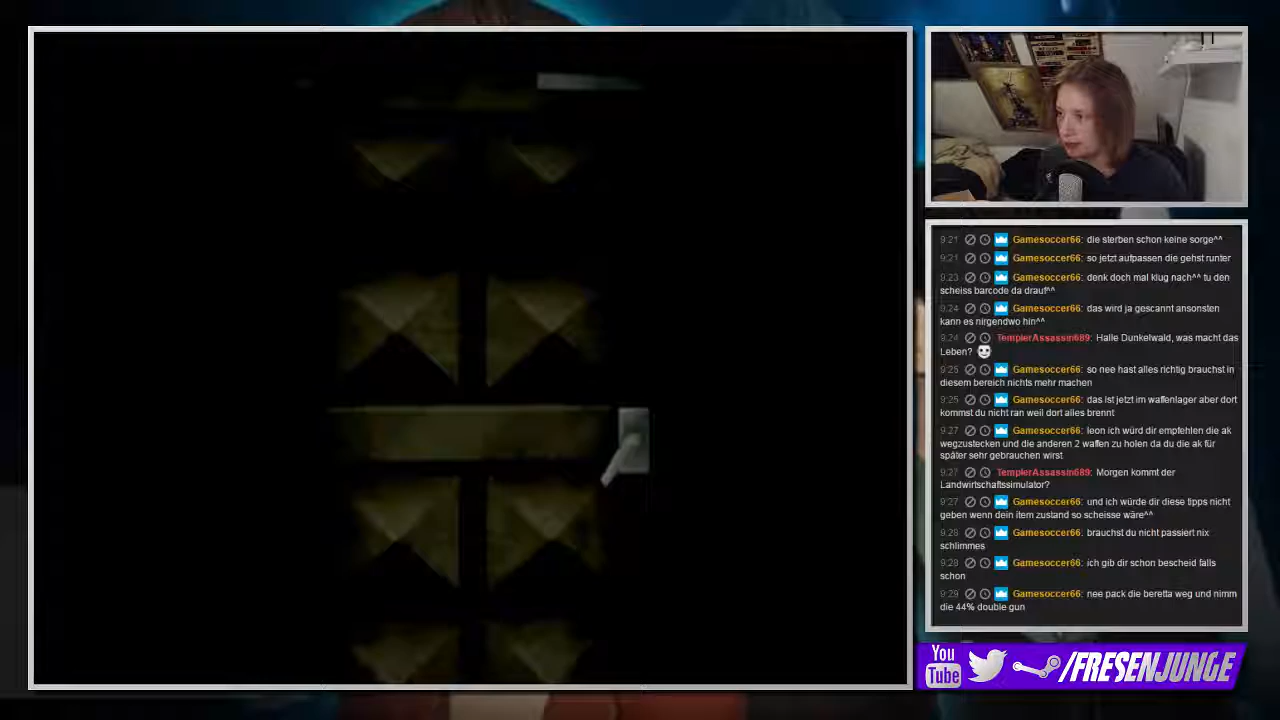 9:21 Gamesoccer66: die sterben schon keine sorge^^
9:21 Gamesoccer66: so jetzt aufpassen die gehst runter
9:23 Gamesoccer66: denk doch mal klug nach^^ tu den
scheiss barcode da drauf^^
9:24 Gamesoccer66: das wird ja gescannt ansonsten
kann es nirgendwo hin^^
9:24 TemplerAssassin689: Halle Dunkelwald, was macht das
Leben?
9:25 Gamesoccer66: so nee hast alles richtig brauchst in
diesem bereich nichts mehr machen
9:25 Gamesoccer66: das ist jetzt im waffenlager aber dort
kommst du nicht ran weil dort alles brennt
9:27 Gamesoccer66: leon ich würd dir empfehlen die ak
wegzustecken und die anderen 2 waffen zu holen da du die ak für
später sehr gebrauchen wirst
9:27 TemplerAssassin689: Morgen kommt der
Landwirtschaftssimulator?
9:27 Gamesoccer66: und ich würde dir diese tipps nicht
geben wenn dein item zustand so scheisse wäre^^
9:28 Gamesoccer66: brauchst du nicht passiert nix
schlimmes
9:28 Gamesoccer66: ich gib dir schon bescheid falls
schon
9:29 Gamesoccer66: nee pack die beretta weg und nimm
die 44% double gun
You
Tube /FRESENJUNGE